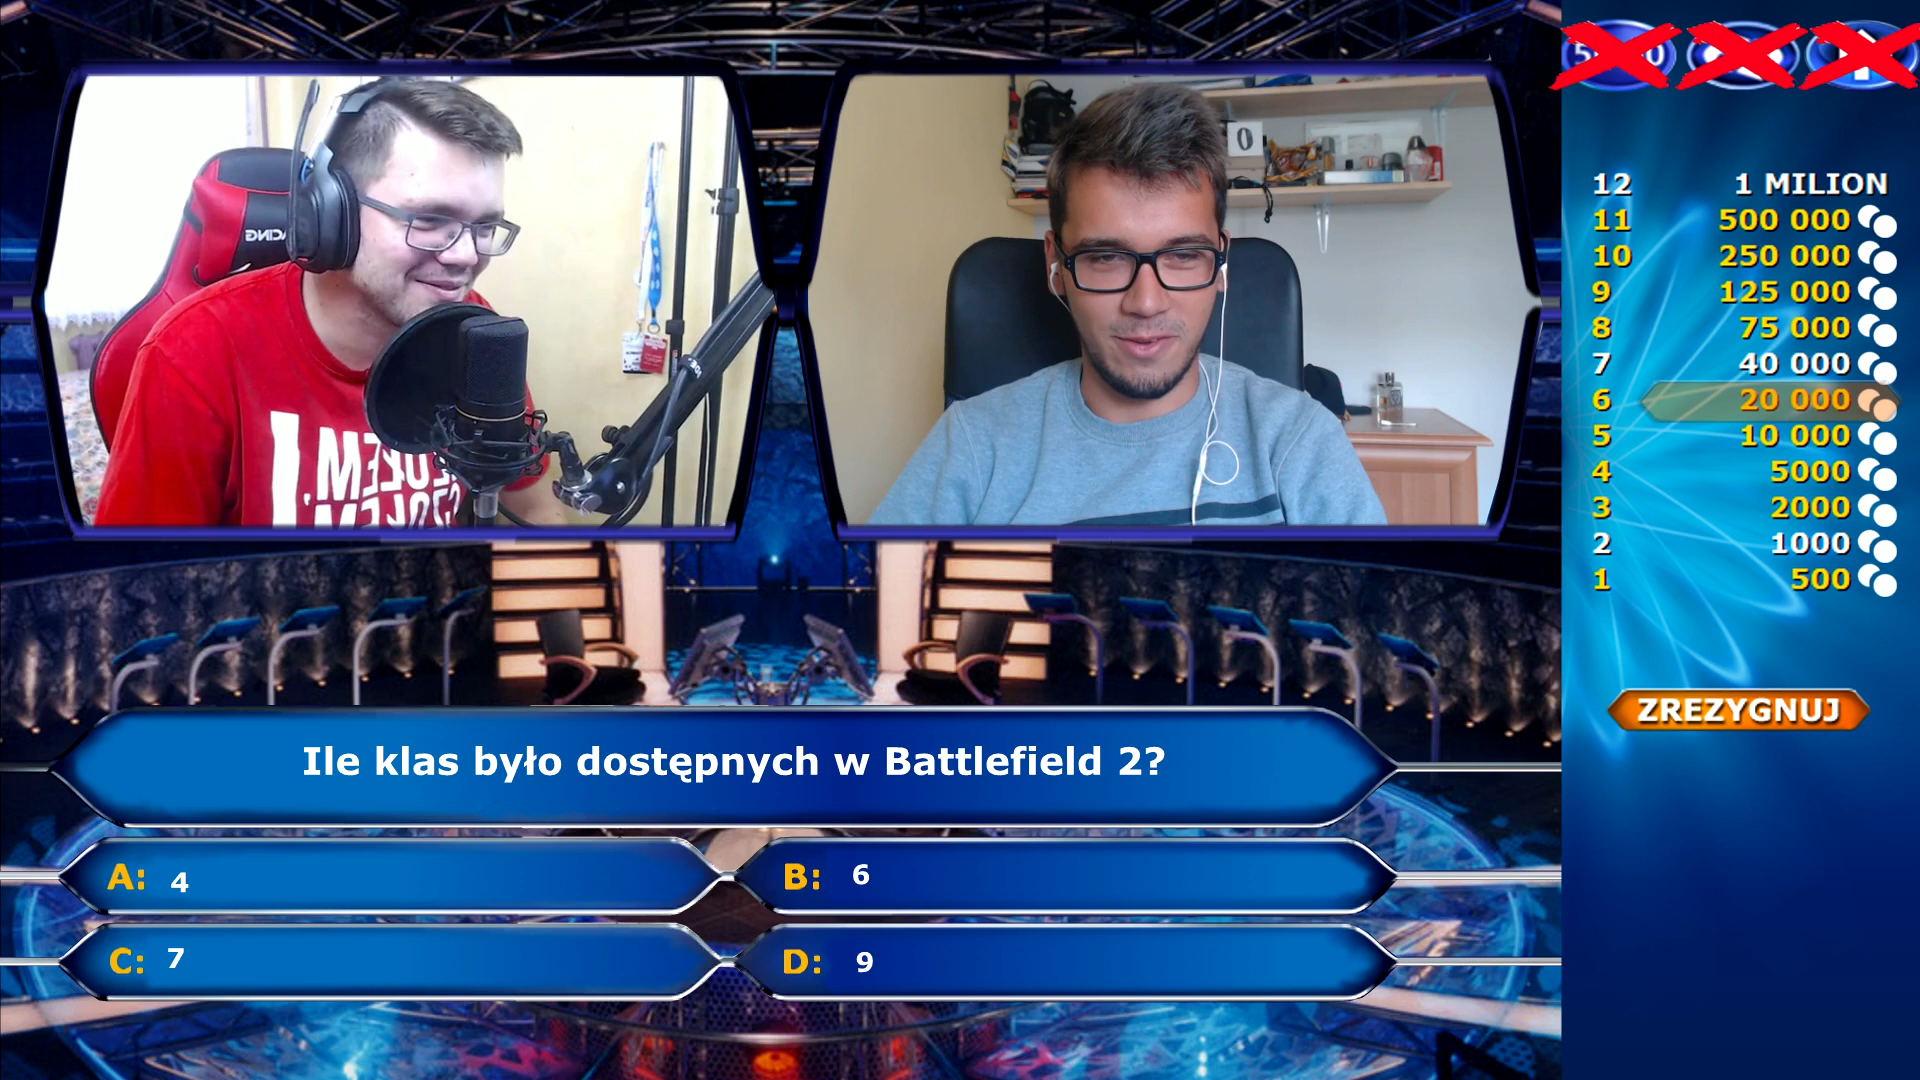 12 1 MILION
11 500 000
10 250 000
9 125 000
8 75 000
7 40 000
6 20 000
5 10 000
4 5000
3 2000
2 1000
1 500
ZREZYGNUJ
0
Ile klas było dostępnych w Battlefield 2?
A: 4
B: 6
C: 7
D: 9